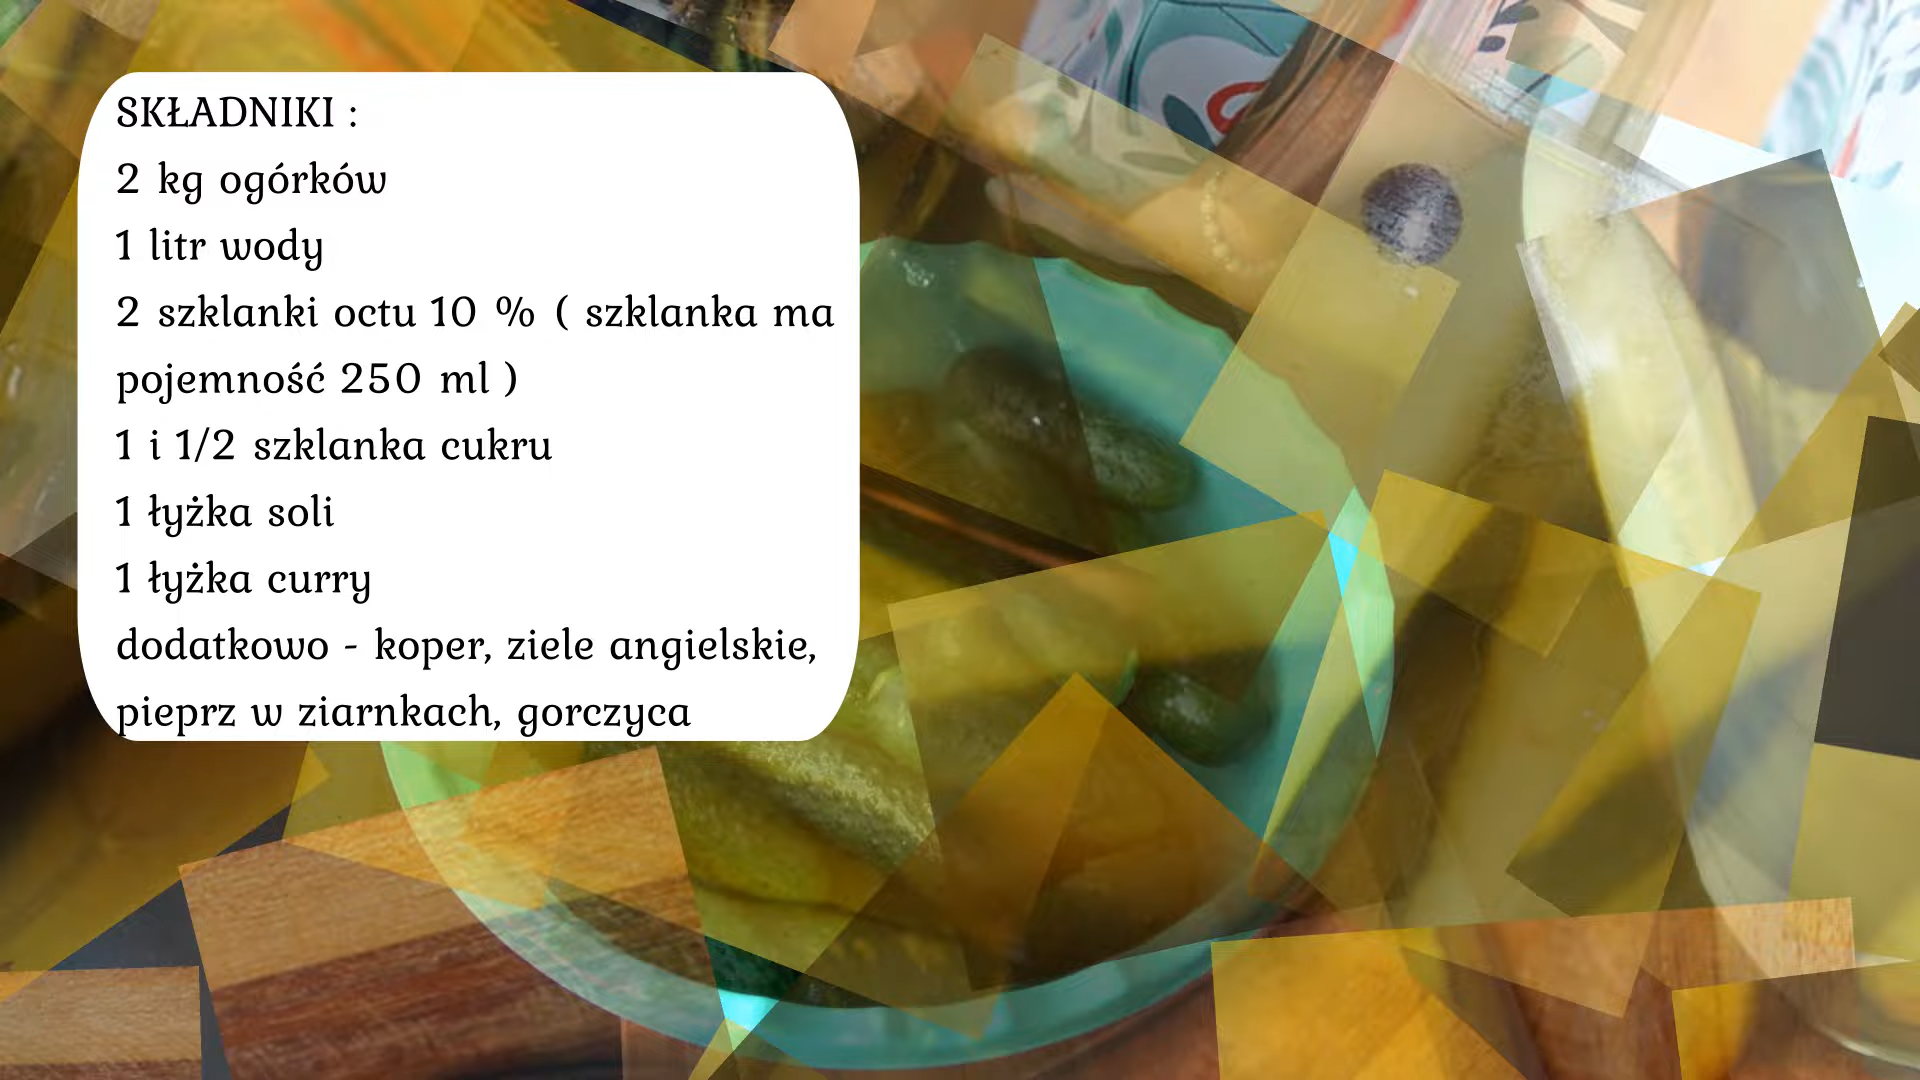 SKŁADNIKI :
2 kg ogórków
1 litr wody
2 szklanki octu 10 % ( szklanka ma
pojemność 250 ml )
1 i 1/2 szklanka cukru
1 łyżka soli
1 łyżka curry
dodatkowo - koper, ziele angielskie,
pieprz w ziarnkach, gorczyca